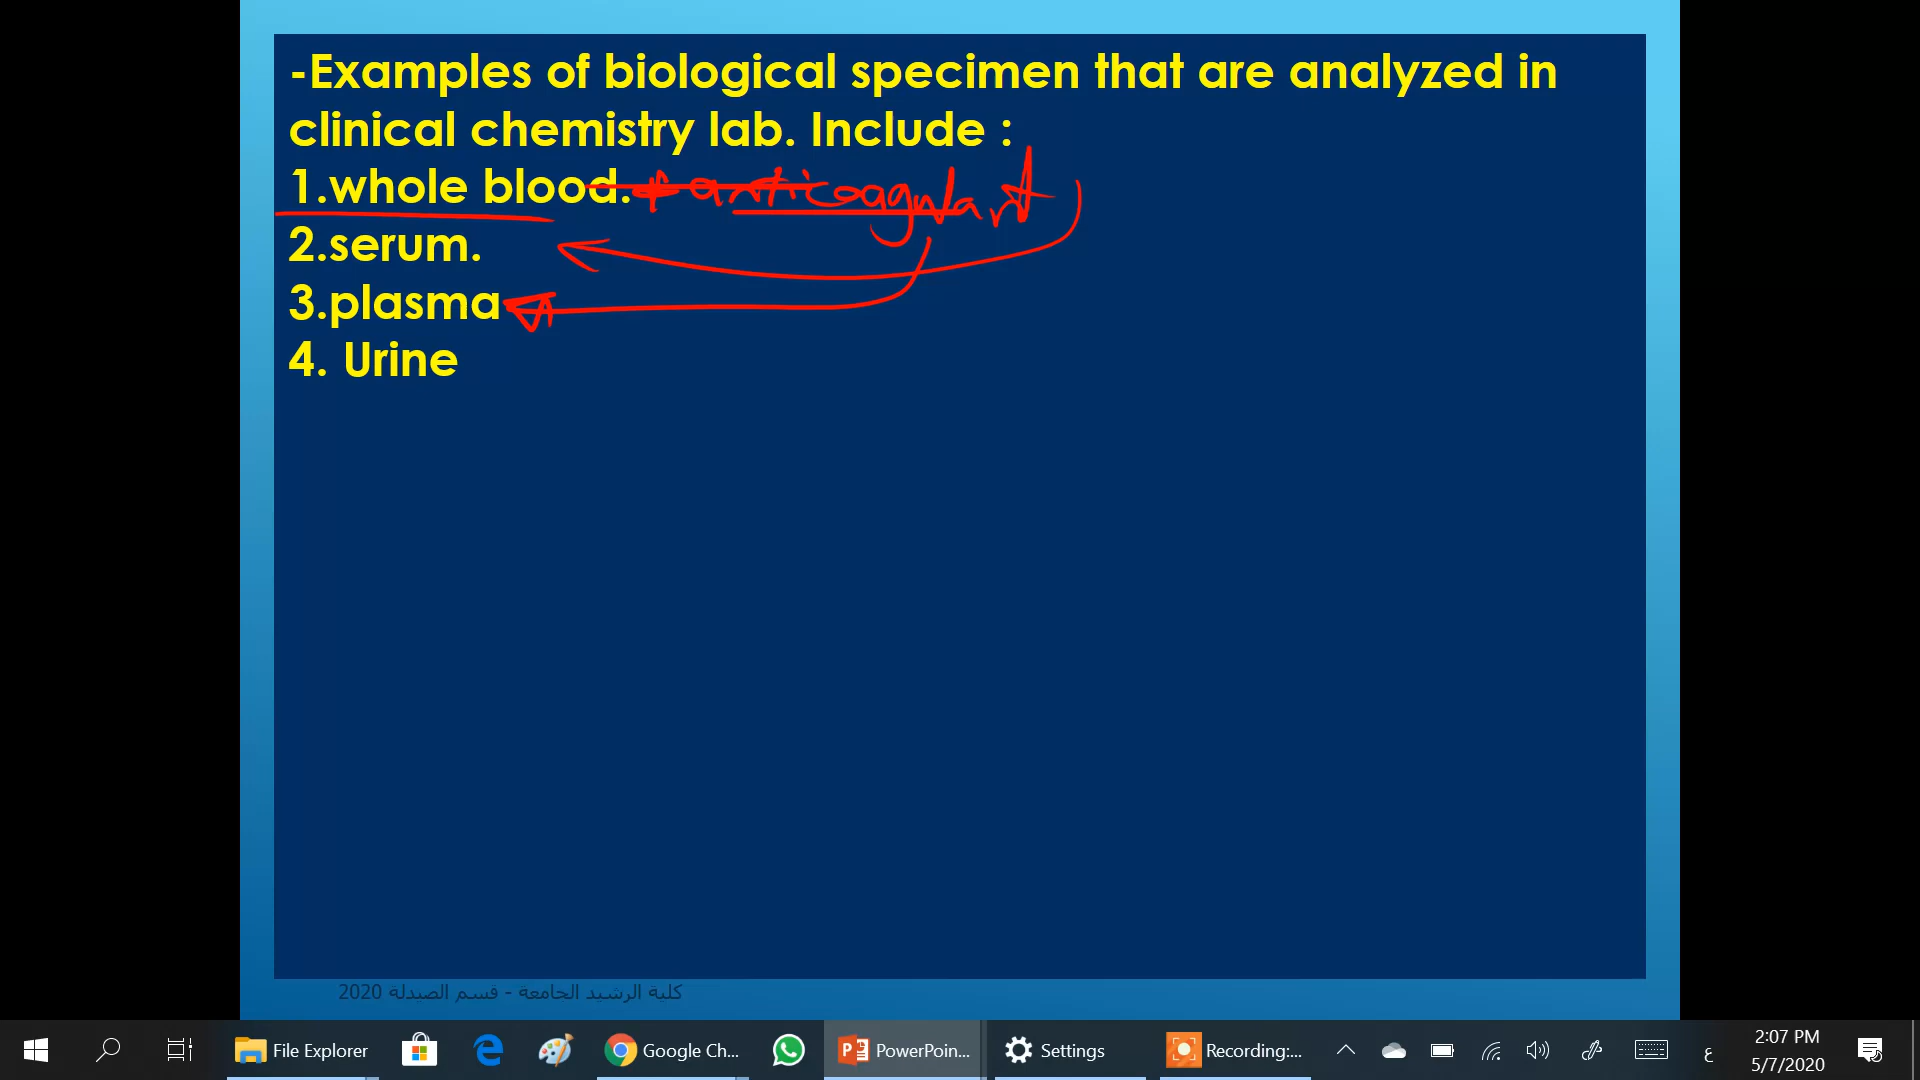 -Examples of biological specimen that are analyzed in
clinical chemistry lab. Include :
1.whole blood. + anticoagulant
2.serum.
3.plasma
4. Urine
كلية الرشيد الجامعة - قسم الصيدلة 2020
File Explorer
Google Ch...
PowerPoin...
Settings
Recording:...
ع
2:07 PM
5/7/2020